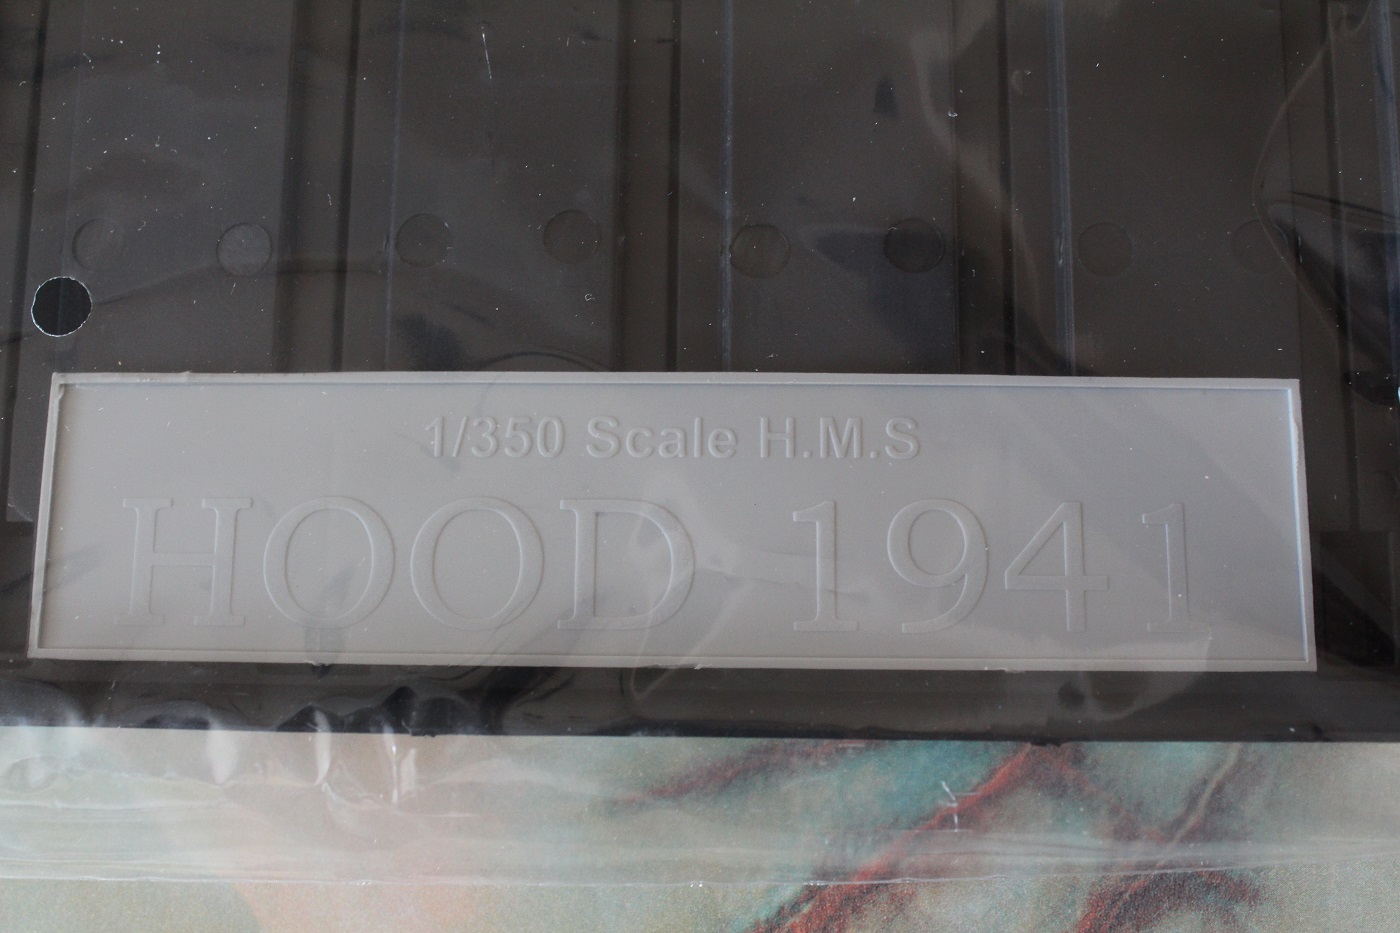 1/350 Scale H.M.S
HOOD 1941